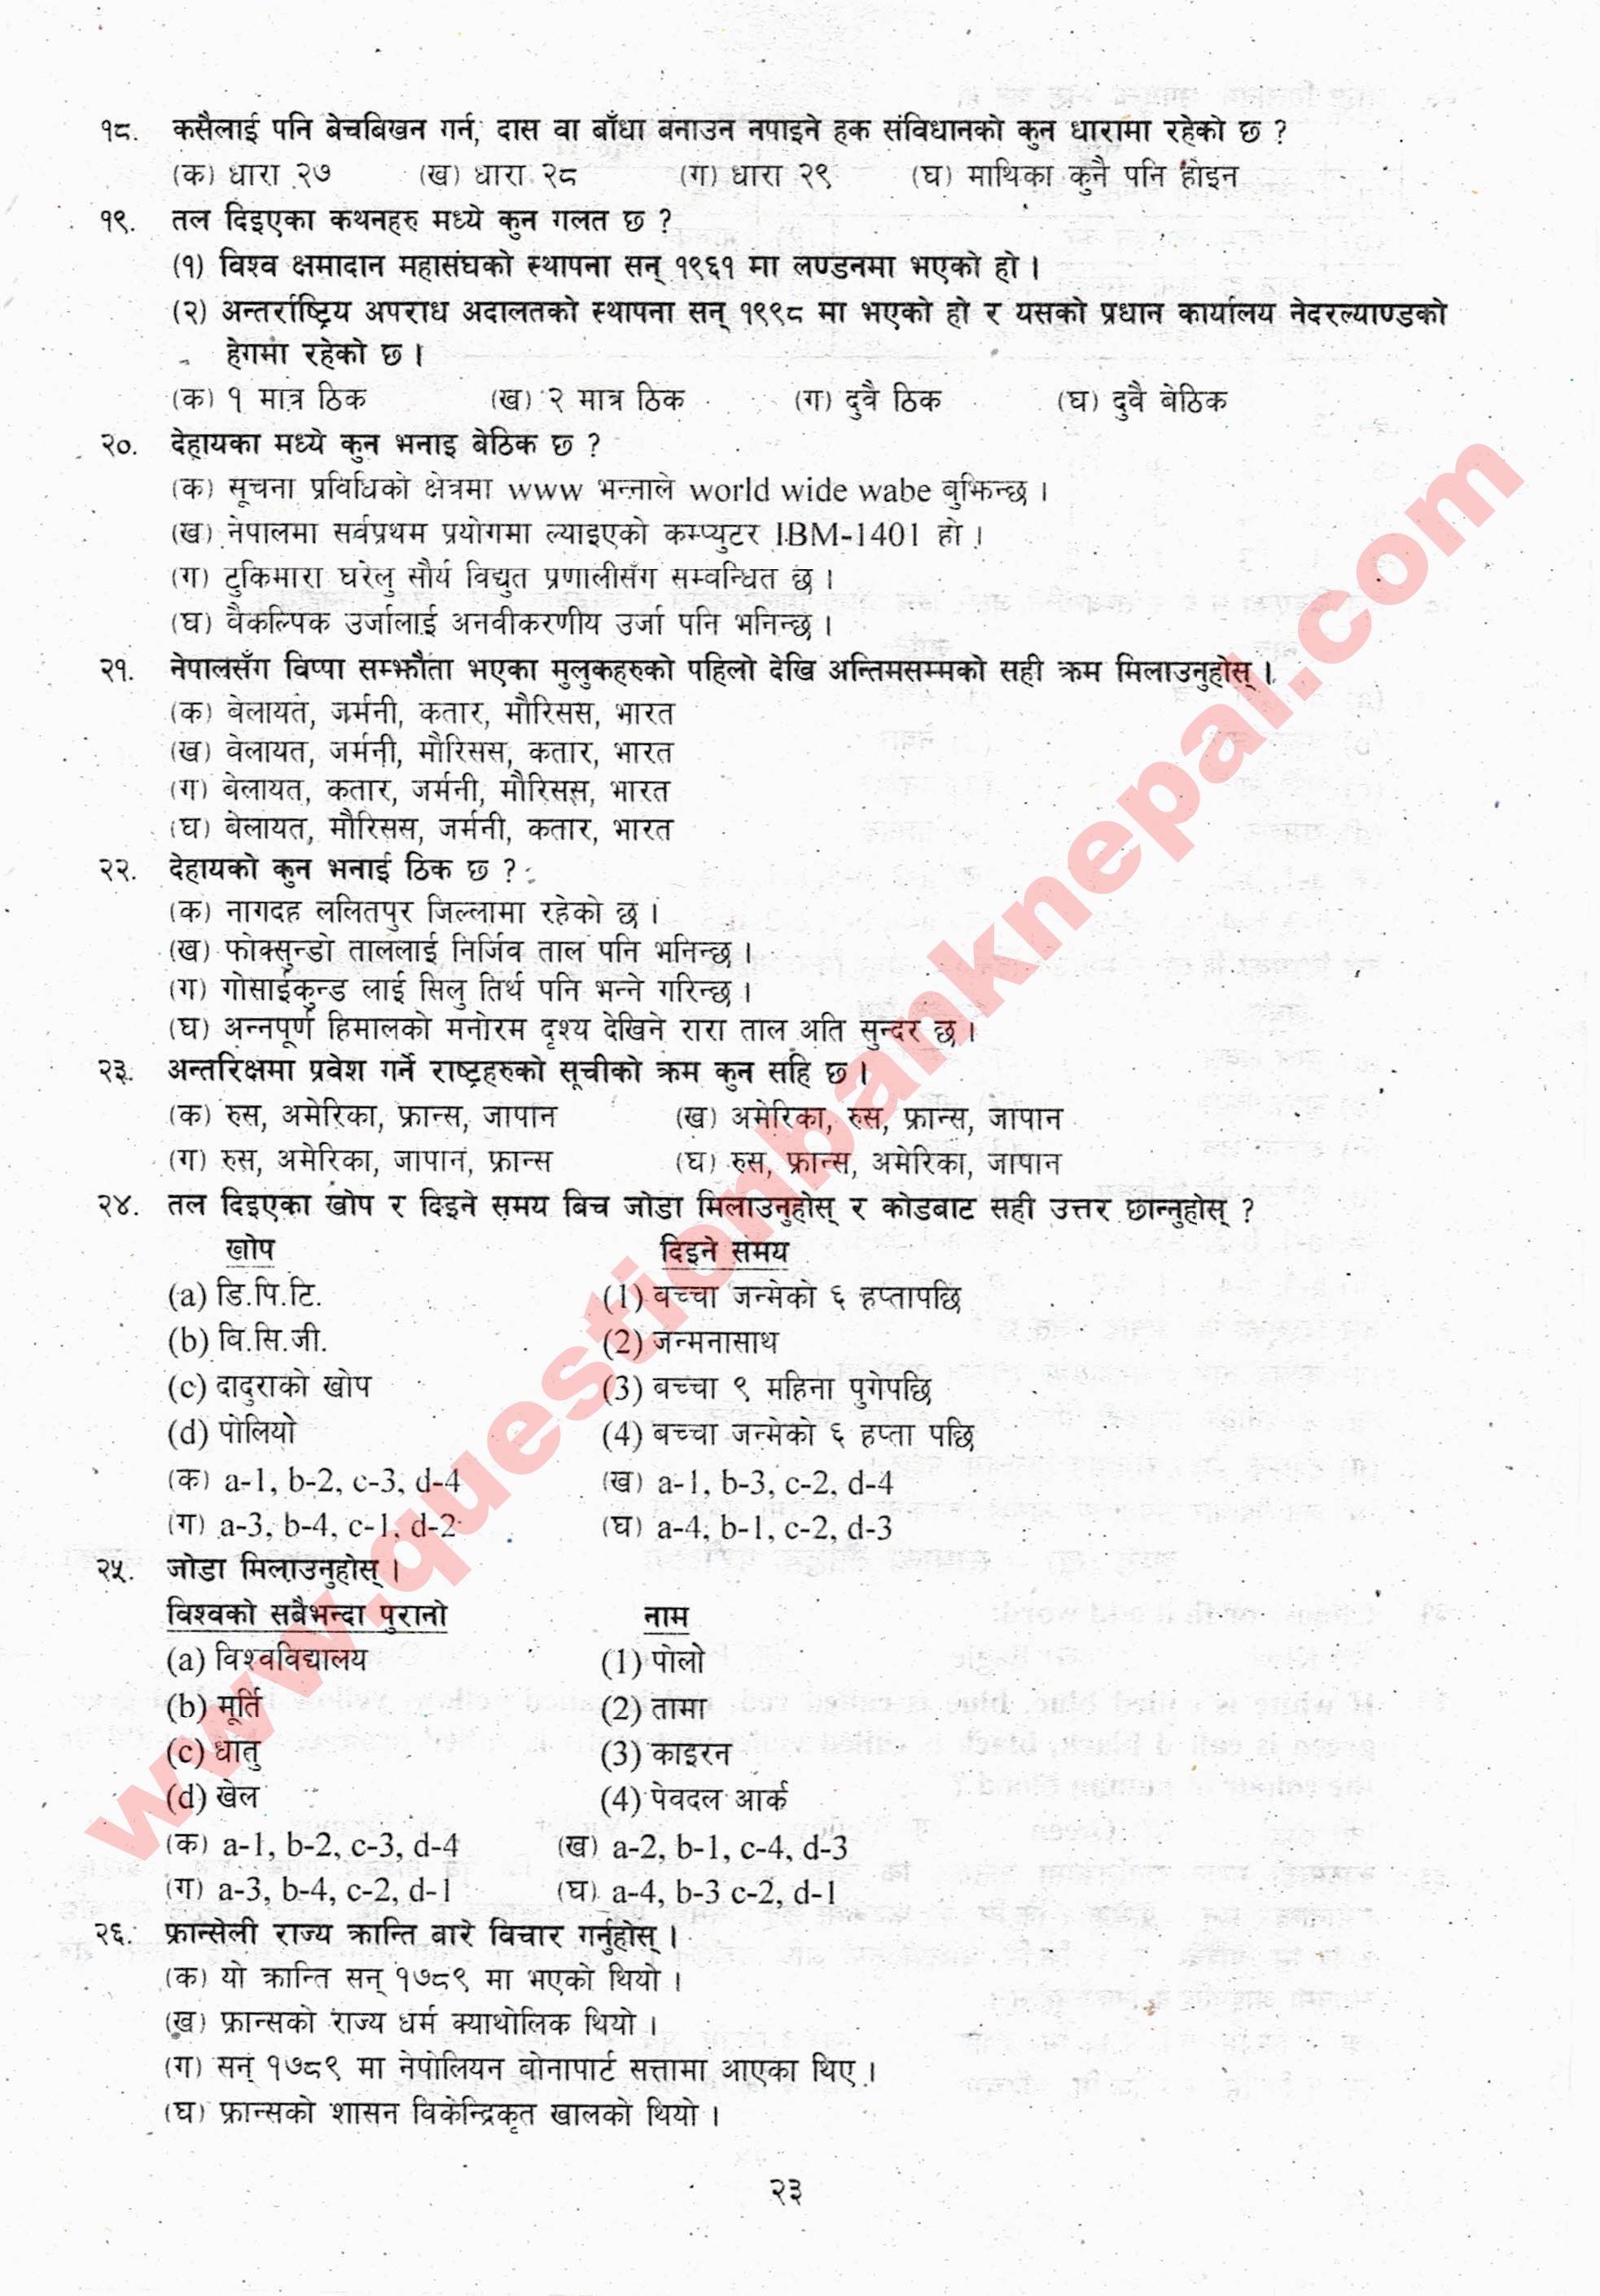 १८. कसैलाई पनि बेचबिखन गर्न, दास वा बाँधा बनाउन नपाइने हक संविधानको कुन धारामा रहेको छ ?
(क) धारा २७ (ख) धारा २८ (ग) धारा २९ (घ) माथिका कुनै पनि होइन
१९. तल दिइएका कथनहरु मध्ये कुन गलत छ ?
(१) विश्व क्षमादान महासंघको स्थापना सन् १९६१ मा लण्डनमा भएको हो ।
(२) अन्तर्राष्ट्रिय अपराध अदालतको स्थापना सन् १९९८ मा भएको हो र यसको प्रधान कार्यालय नेदरल्याण्डको
हेगमा रहेको छ ।
(क) १ मात्र ठिक (ख) २ मात्र ठिक (ग) दुवै ठिक (घ) दुवै बेठिक
२०. देहायका मध्ये कुन भनाइ बेठिक छ ?
(क) सूचना प्रविधिको क्षेत्रमा www भन्नाले world wide wabe बुझिन्छ ।
(ख) नेपालमा सर्वप्रथम प्रयोगमा ल्याइएको कम्प्युटर IBM-1401 हो ।
(ग) टुकिमारा घरेलु सौर्य विद्युत प्रणालीसँग सम्वन्धित छ ।
(घ) वैकल्पिक उर्जालाई अनवीकरणीय उर्जा पनि भनिन्छ ।
२१. नेपालसँग विप्पा सम्झौता भएका मुलुकहरुको पहिलो देखि अन्तिमसम्मको सही क्रम मिलाउनुहोस् ।
(क) बेलायत, जर्मनी, कतार, मौरिसस, भारत
(ख) वेलायत, जर्मनी, मौरिसस, कतार, भारत
(ग) बेलायत, कतार, जर्मनी, मौरिसस, भारत
(घ) बेलायत, मौरिसस, जर्मनी, कतार, भारत
२२. देहायको कुन भनाई ठिक छ ?
(क) नागदह ललितपुर जिल्लामा रहेको छ ।
(ख) फोक्सुन्डो ताललाई निर्जिव ताल पनि भनिन्छ ।
(ग) गोसाईकुन्ड लाई सिलु तिर्थ पनि भन्ने गरिन्छ ।
(घ) अन्नपूर्ण हिमालको मनोरम दृश्य देखिने रारा ताल अति सुन्दर छ ।
२३. अन्तरिक्षमा प्रवेश गर्ने राष्ट्रहरुको सूचीको क्रम कुन सहि छ ।
(क) रुस, अमेरिका, फ्रान्स, जापान (ख) अमेरिका, रुस, फ्रान्स, जापान
(ग) रुस, अमेरिका, जापान, फ्रान्स (घ) रुस, फ्रान्स, अमेरिका, जापान
२४. तल दिइएका खोप र दिइने समय बिच जोडा मिलाउनुहोस् र कोडबाट सही उत्तर छान्नुहोस् ?
खोप दिइने समय
(a) डि.पि.टि. (1) बच्चा जन्मेको ६ हप्तापछि
(b) वि.सि.जी. (2) जन्मनासाथ
(c) दादुराको खोप (3) बच्चा ९ महिना पुगेपछि
(d) पोलियो (4) बच्चा जन्मेको ६ हप्ता पछि
(क) a-1, b-2, c-3, d-4 (ख) a-1, b-3, c-2, d-4
(ग) a-3, b-4, c-1, d-2 (घ) a-4, b-1, c-2, d-3
२५. जोडा मिलाउनुहोस् ।
विश्वको सबैभन्दा पुरानो नाम
(a) विश्वविद्यालय (1) पोलो
(b) मूर्ति (2) तामा
(c) धातु (3) काइरन
(d) खेल (4) पेवदल आर्क
(क) a-1, b-2, c-3, d-4 (ख) a-2, b-1, c-4, d-3
(ग) a-3, b-4, c-2, d-1 (घ) a-4, b-3 c-2, d-1
२६. फ्रान्सेली राज्य क्रान्ति बारे विचार गर्नुहोस् ।
(क) यो क्रान्ति सन् १७८९ मा भएको थियो ।
(ख) फ्रान्सको राज्य धर्म क्याथोलिक थियो ।
(ग) सन् १७८९ मा नेपोलियन बोनापार्ट सत्तामा आएका थिए ।
(घ) फ्रान्सको शासन विकेन्द्रिकृत खालको थियो ।
२३
www.questionbanknepal.com